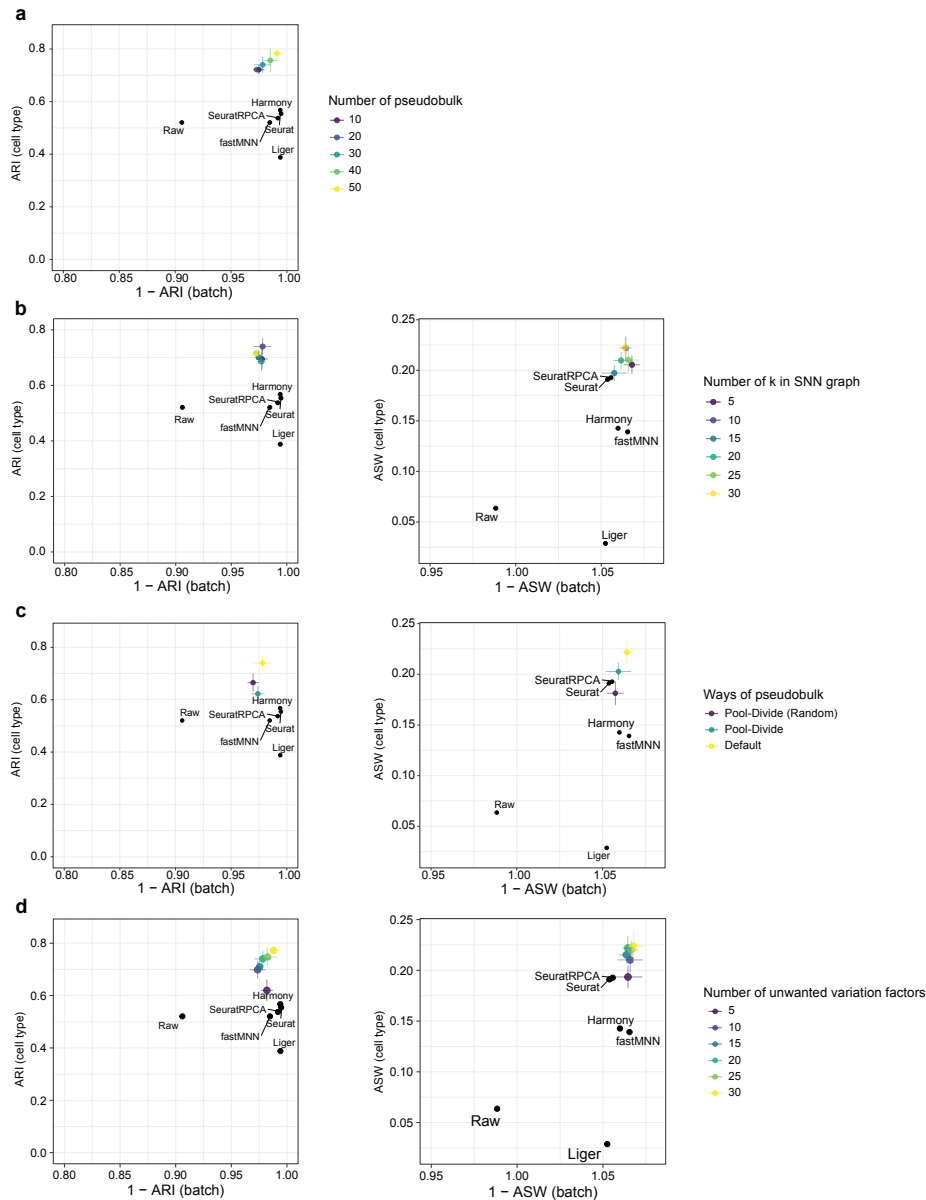 a
0.8
0.6
0.4
0.2
0.0
ARI (cell type)
Harmony
SeuratRPCA
Raw
Seurat
fastMNN
Liger
0.80 0.85 0.90 0.95 1.00
1 − ARI (batch)
Number of pseudobulk
10
20
30
40
50
b
0.8
0.6
0.4
0.2
0.0
ARI (cell type)
Harmony
SeuratRPCA
Raw
Seurat
fastMNN
Liger
0.80 0.85 0.90 0.95 1.00
1 − ARI (batch)
0.25
0.20
0.15
0.10
0.05
ASW (cell type)
SeuratRPCA
Seurat
Harmony
fastMNN
Raw
Liger
0.95 1.00 1.05
1 − ASW (batch)
Number of k in SNN graph
5
10
15
20
25
30
c
0.8
0.6
0.4
0.2
0.0
ARI (cell type)
Harmony
SeuratRPCA
Raw
Seurat
fastMNN
Liger
0.80 0.85 0.90 0.95 1.00
1 − ARI (batch)
0.25
0.20
0.15
0.10
0.05
ASW (cell type)
SeuratRPCA
Seurat
Harmony
fastMNN
Raw
Liger
0.95 1.00 1.05
1 − ASW (batch)
Ways of pseudobulk
Pool-Divide (Random)
Pool-Divide
Default
d
0.8
0.6
0.4
0.2
0.0
ARI (cell type)
Harmony
SeuratRPCA
Raw
Seurat
fastMNN
Liger
0.80 0.85 0.90 0.95 1.00
1 − ARI (batch)
0.25
0.20
0.15
0.10
0.05
ASW (cell type)
SeuratRPCA
Seurat
Harmony
fastMNN
Raw
Liger
0.95 1.00 1.05
1 − ASW (batch)
Number of unwanted variation factors
5
10
15
20
25
30